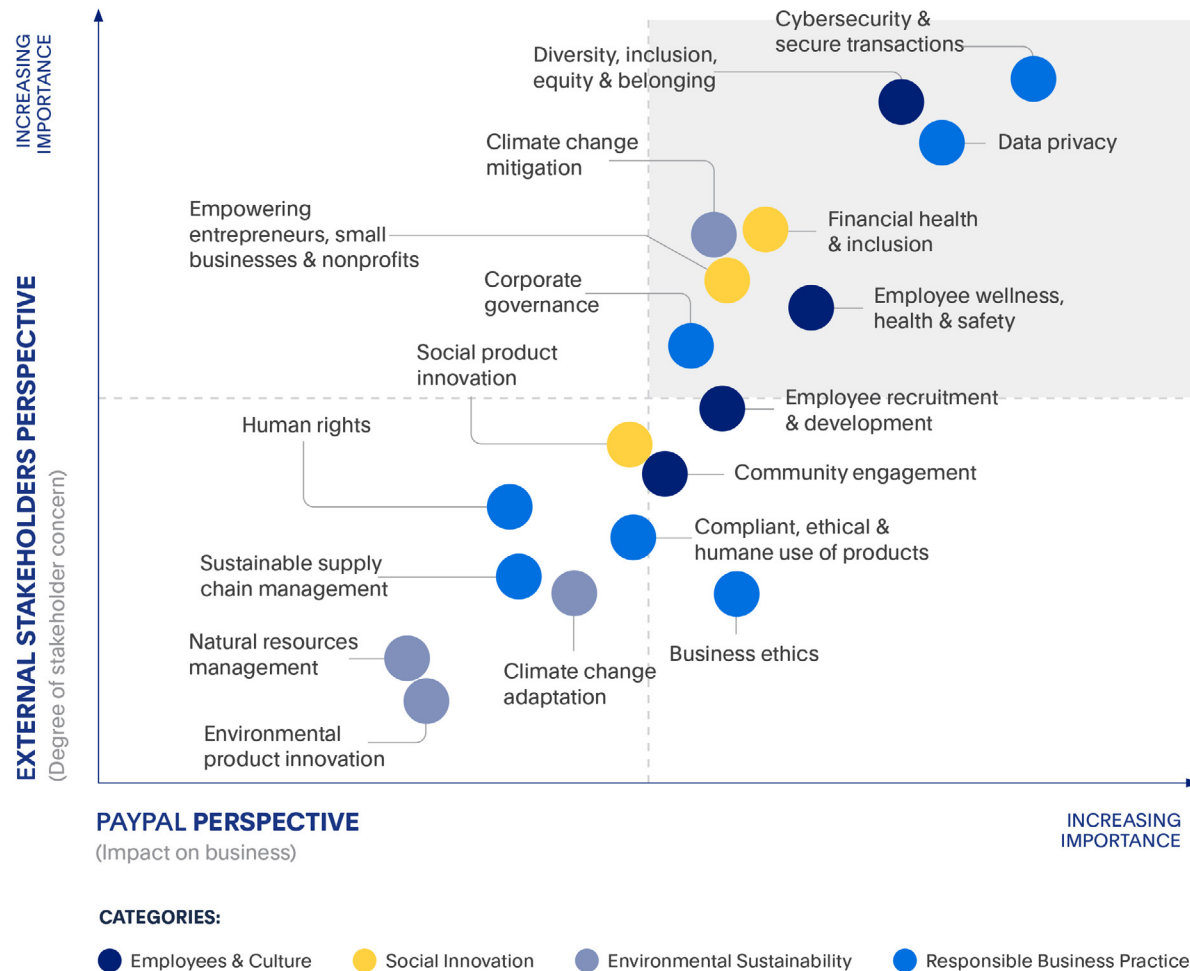 INCREASING
IMPORTANCE
EXTERNAL STAKEHOLDERS PERSPECTIVE
(Degree of stakeholder concern)
Cybersecurity &
secure transactions
Diversity, inclusion,
equity & belonging
Data privacy
Climate change
mitigation
Empowering
entrepreneurs, small
businesses & nonprofits
Financial health
& inclusion
Corporate
governance
Employee wellness,
health & safety
Social product
innovation
Employee recruitment
& development
Human rights
Community engagement
Compliant, ethical &
humane use of products
Sustainable supply
chain management
Natural resources
management
Climate change
adaptation
Business ethics
Environmental
product innovation
PAYPAL PERSPECTIVE
(Impact on business)
INCREASING
IMPORTANCE
CATEGORIES:
Employees & Culture
Social Innovation
Environmental Sustainability
Responsible Business Practice